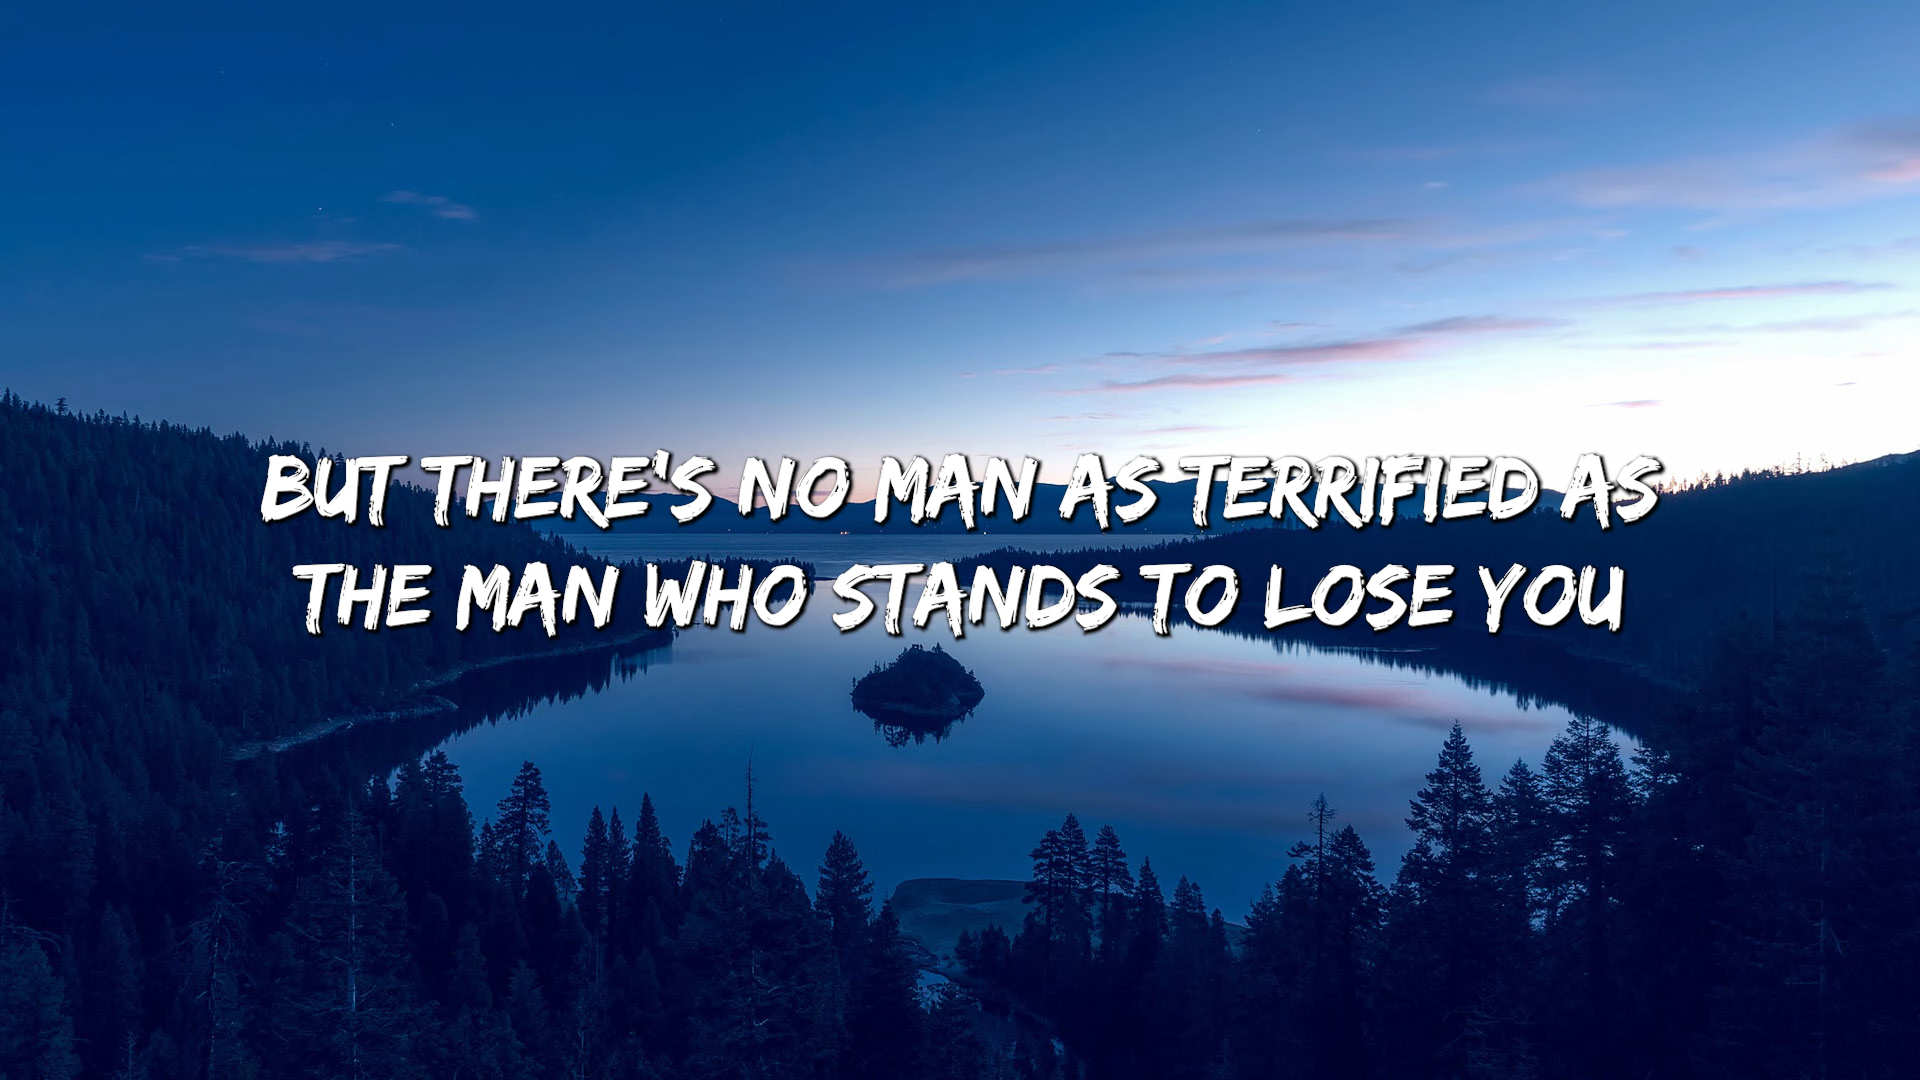 BUT THERE'S NO MAN AS TERRIFIED AS
THE MAN WHO STANDS TO LOSE YOU